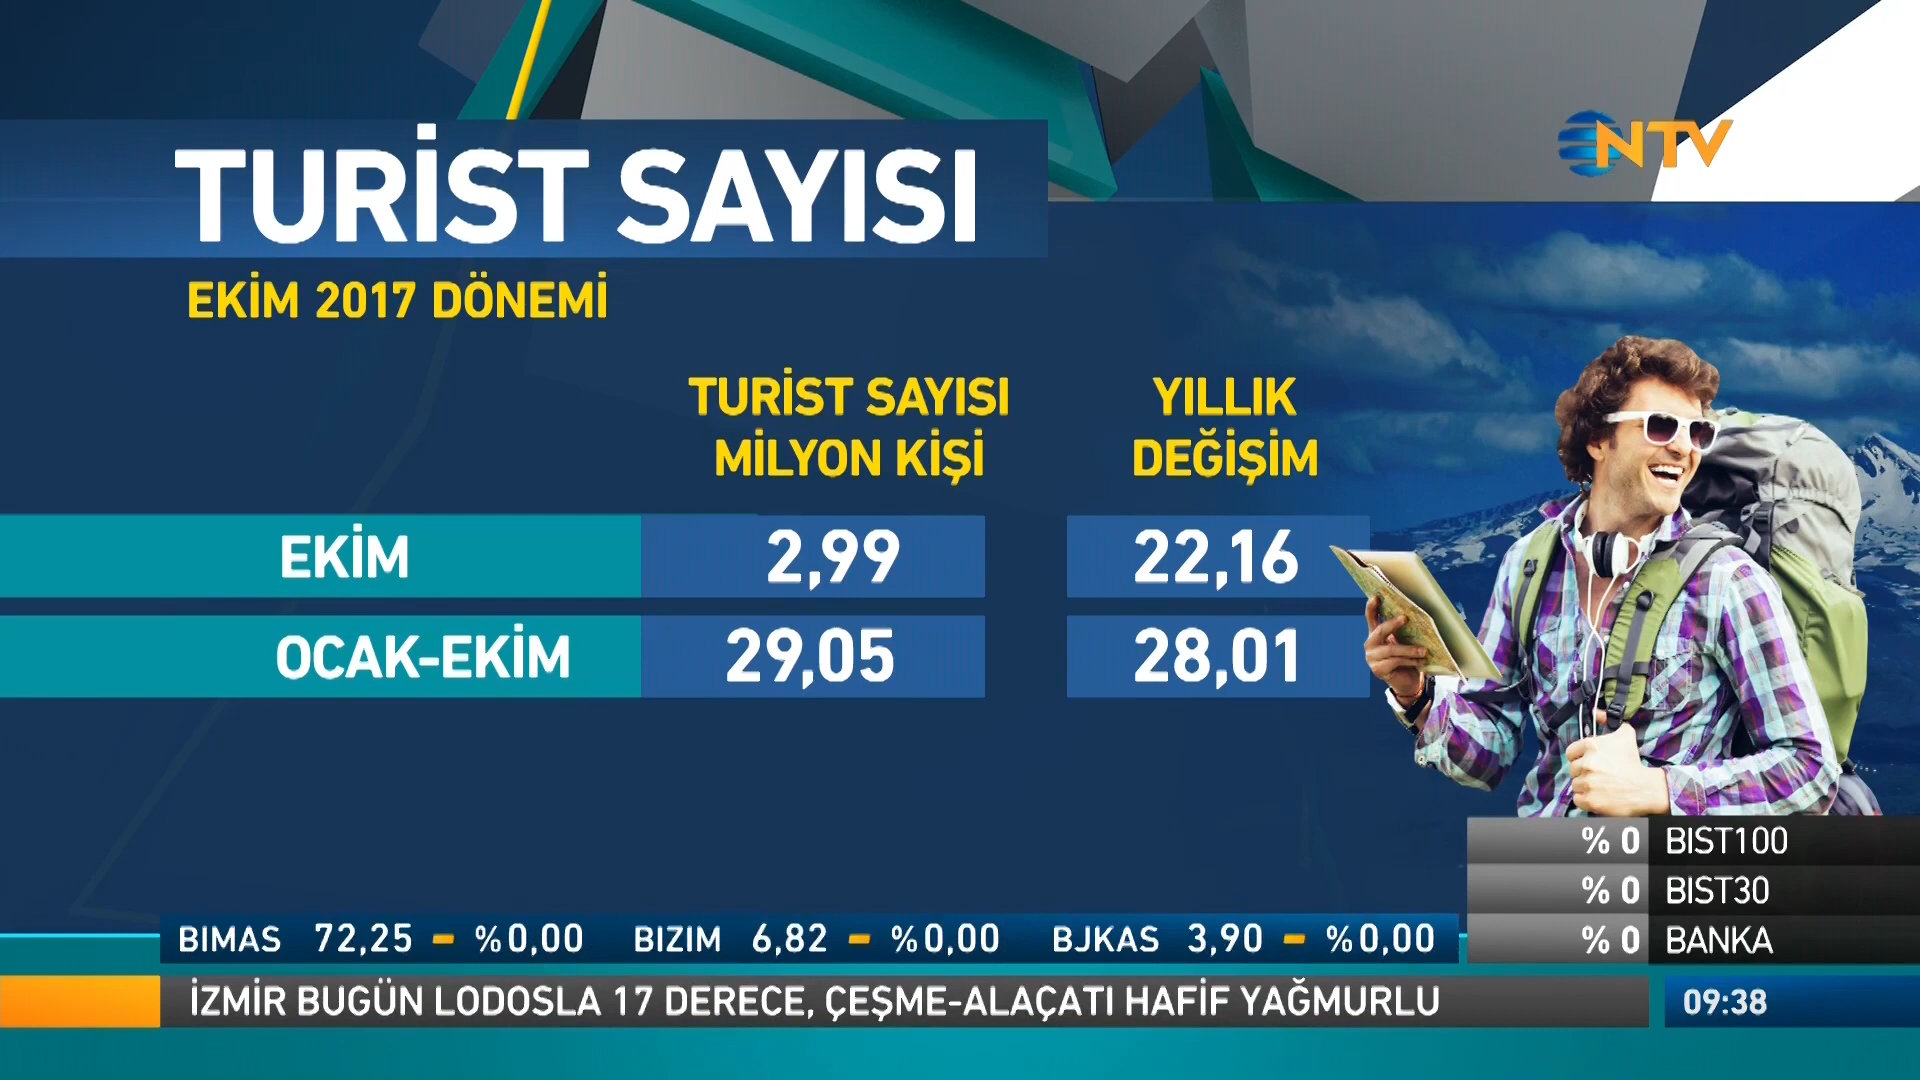 TURİST SAYISI
NTV
EKİM 2017 DÖNEMİ
TURİST SAYISI
MİLYON KİŞİ
YILLIK
DEĞİŞİM
EKİM 2,99 22,16
OCAK-EKİM 29,05 28,01
% 0 BIST100
% 0 BIST30
% 0 BANKA
BIMAS 72,25 - %0,00 BIZIM 6,82 - %0,00 BJKAS 3,90 - %0,00
İZMİR BUGÜN LODOSLA 17 DERECE, ÇEŞME-ALAÇATI HAFİF YAĞMURLU
09:38